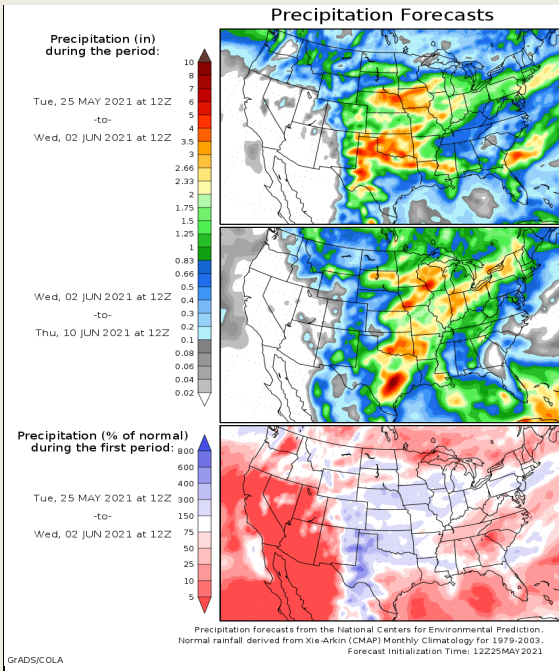 Precipitation Forecasts
Precipitation (in)
during the period:
Tue, 25 MAY 2021 at 12Z
-to-
Wed, 02 JUN 2021 at 12Z
10
8
7
6
5
4
3.5
3
2.66
2.33
2
1.75
1.5
1.25
1
0.83
0.66
0.5
0.4
0.3
0.2
0.1
0.08
0.06
0.04
0.02
Wed, 02 JUN 2021 at 12Z
-to-
Thu, 10 JUN 2021 at 12Z
Precipitation (% of normal)
during the first period:
Tue, 25 MAY 2021 at 12Z
-to-
Wed, 02 JUN 2021 at 12Z
800
600
400
300
150
75
50
25
10
5
Precipitation forecasts from the National Centers for Environmental Prediction.
Normal rainfall derived from Xie-Arkin (CMAP) Monthly Climatology for 1979-2003.
Forecast Initialization Time: 12Z25MAY2021
GrADS/COLA